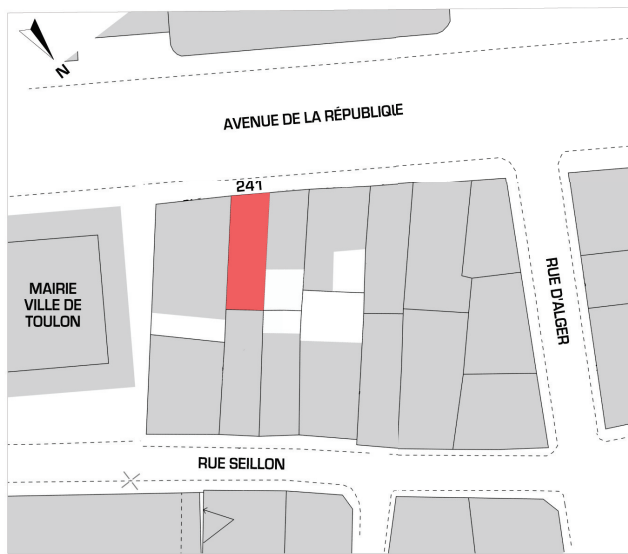 N
AVENUE DE LA RÉPUBLIQUE
241
MAIRIE
VILLE DE
TOULON
RUE D'ALGER
RUE SEILLON